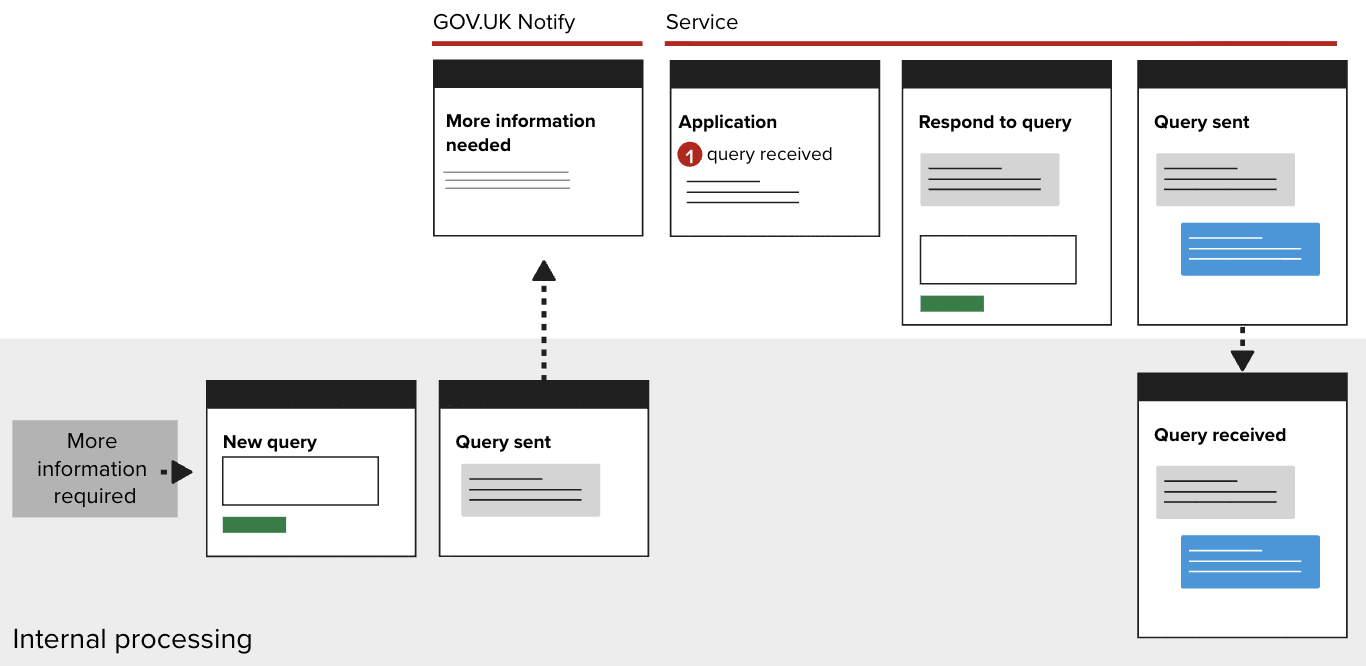 GOV.UK Notify
Service
More information
needed
Application
1 query received
Respond to query
Query sent
More
information
required
New query
Query sent
Query received
Internal processing